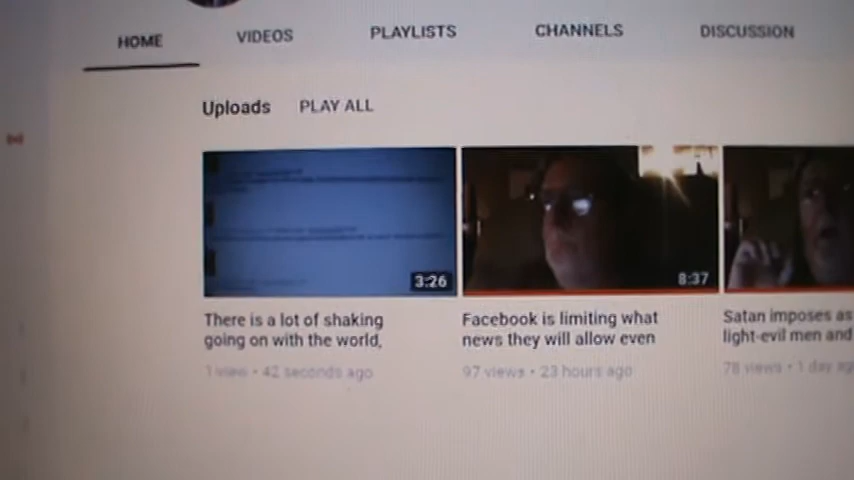 HOME VIDEOS PLAYLISTS CHANNELS DISCUSSION
Uploads PLAY ALL
3:26
8:37
There is a lot of shaking
going on with the world,
1 view • 42 seconds ago
Facebook is limiting what
news they will allow even
97 views • 23 hours ago
Satan imposes as
light-evil men and
78 views • 1 day